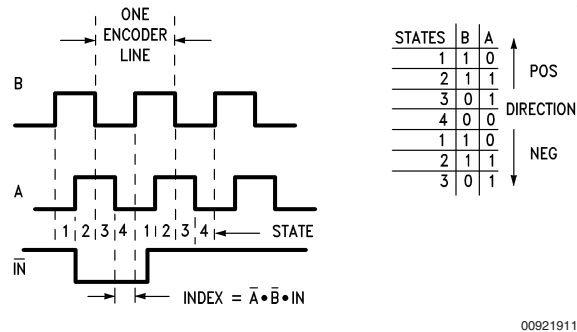 ONE
ENCODER
LINE
B
A
1 2 3 4 1 2 3 4 STATE
I̅N̅
INDEX = A̅•B̅•IN
STATES B A
1 1 0
2 1 1
3 0 1
4 0 0
1 1 0
2 1 1
3 0 1
POS
DIRECTION
NEG
00921911